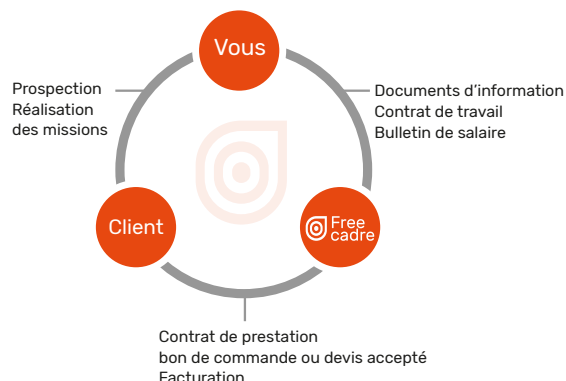 Vous
Prospection
Réalisation
des missions
Documents d'information
Contrat de travail
Bulletin de salaire
Client
Free
cadre
Contrat de prestation
bon de commande ou devis accepté
Facturation